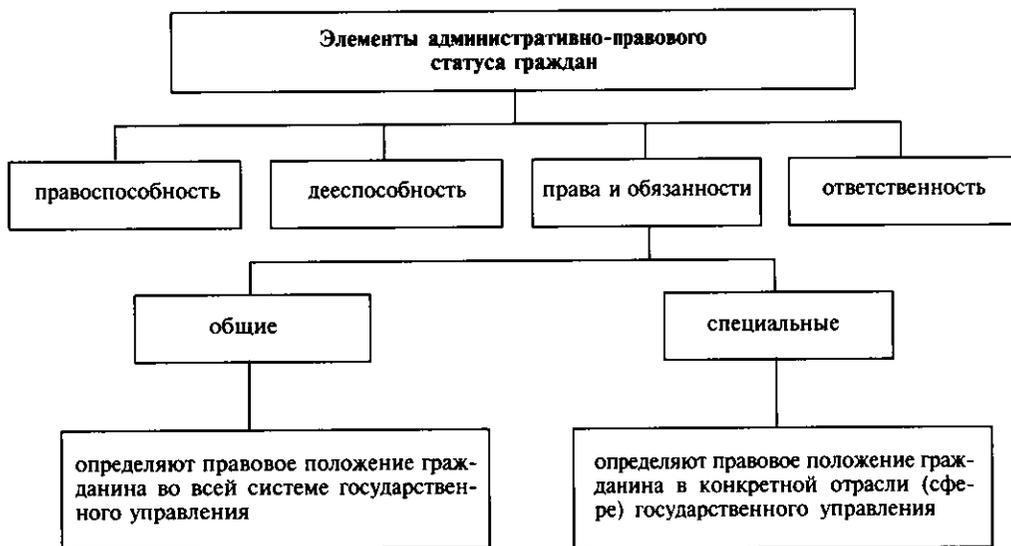 Элементы административно-правового
статуса граждан
правоспособность
дееспособность
права и обязанности
ответственность
общие
специальные
определяют правовое положение граж-
данина во всей системе государствен-
ного управления
определяют правовое положение граж-
данина в конкретной отрасли (сфе-
ре) государственного управления